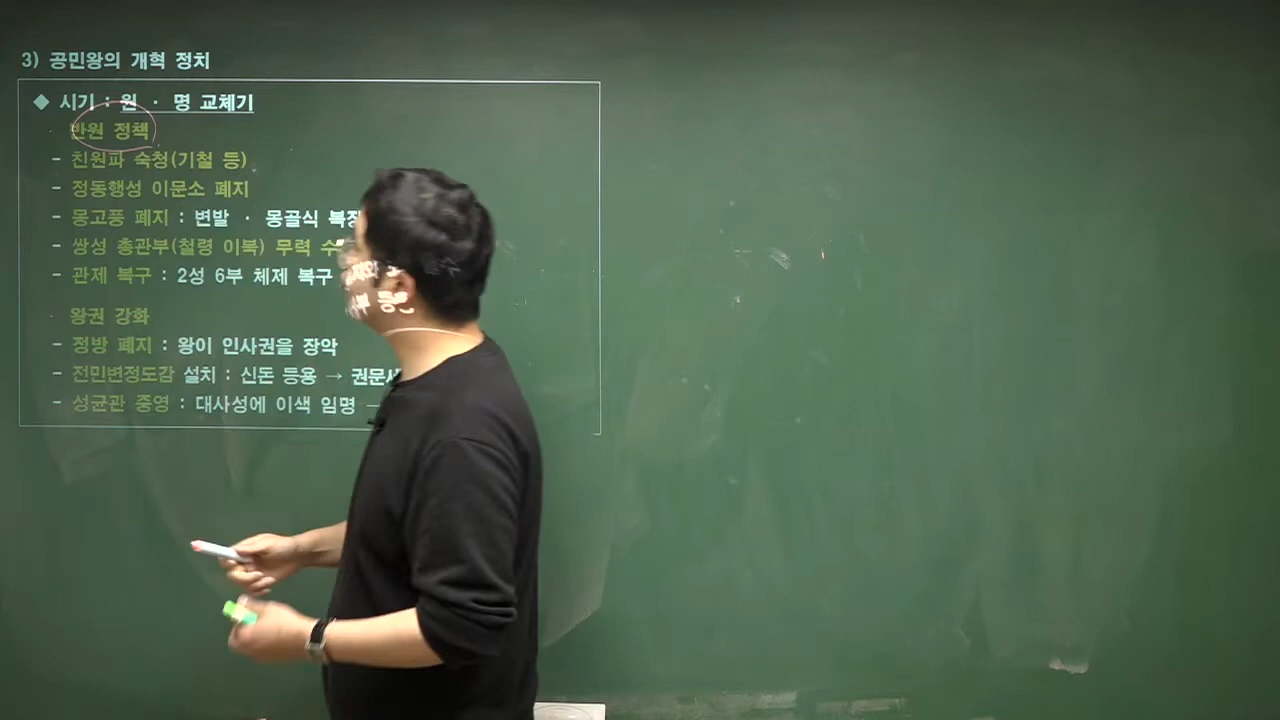 3) 공민왕의 개혁 정치
◆ 시기 : 원 · 명 교체기
반원 정책
- 친원파 숙청(기철 등)
- 정동행성 이문소 폐지
- 몽고풍 폐지 : 변발 · 몽골식 복장
- 쌍성 총관부(철령 이북) 무력 수
- 관제 복구 : 2성 6부 체제 복구
· 왕권 강화
- 정방 폐지 : 왕이 인사권을 장악
- 전민변정도감 설치 : 신돈 등용 → 권문
- 성균관 중영 : 대사성에 이색 임명 →